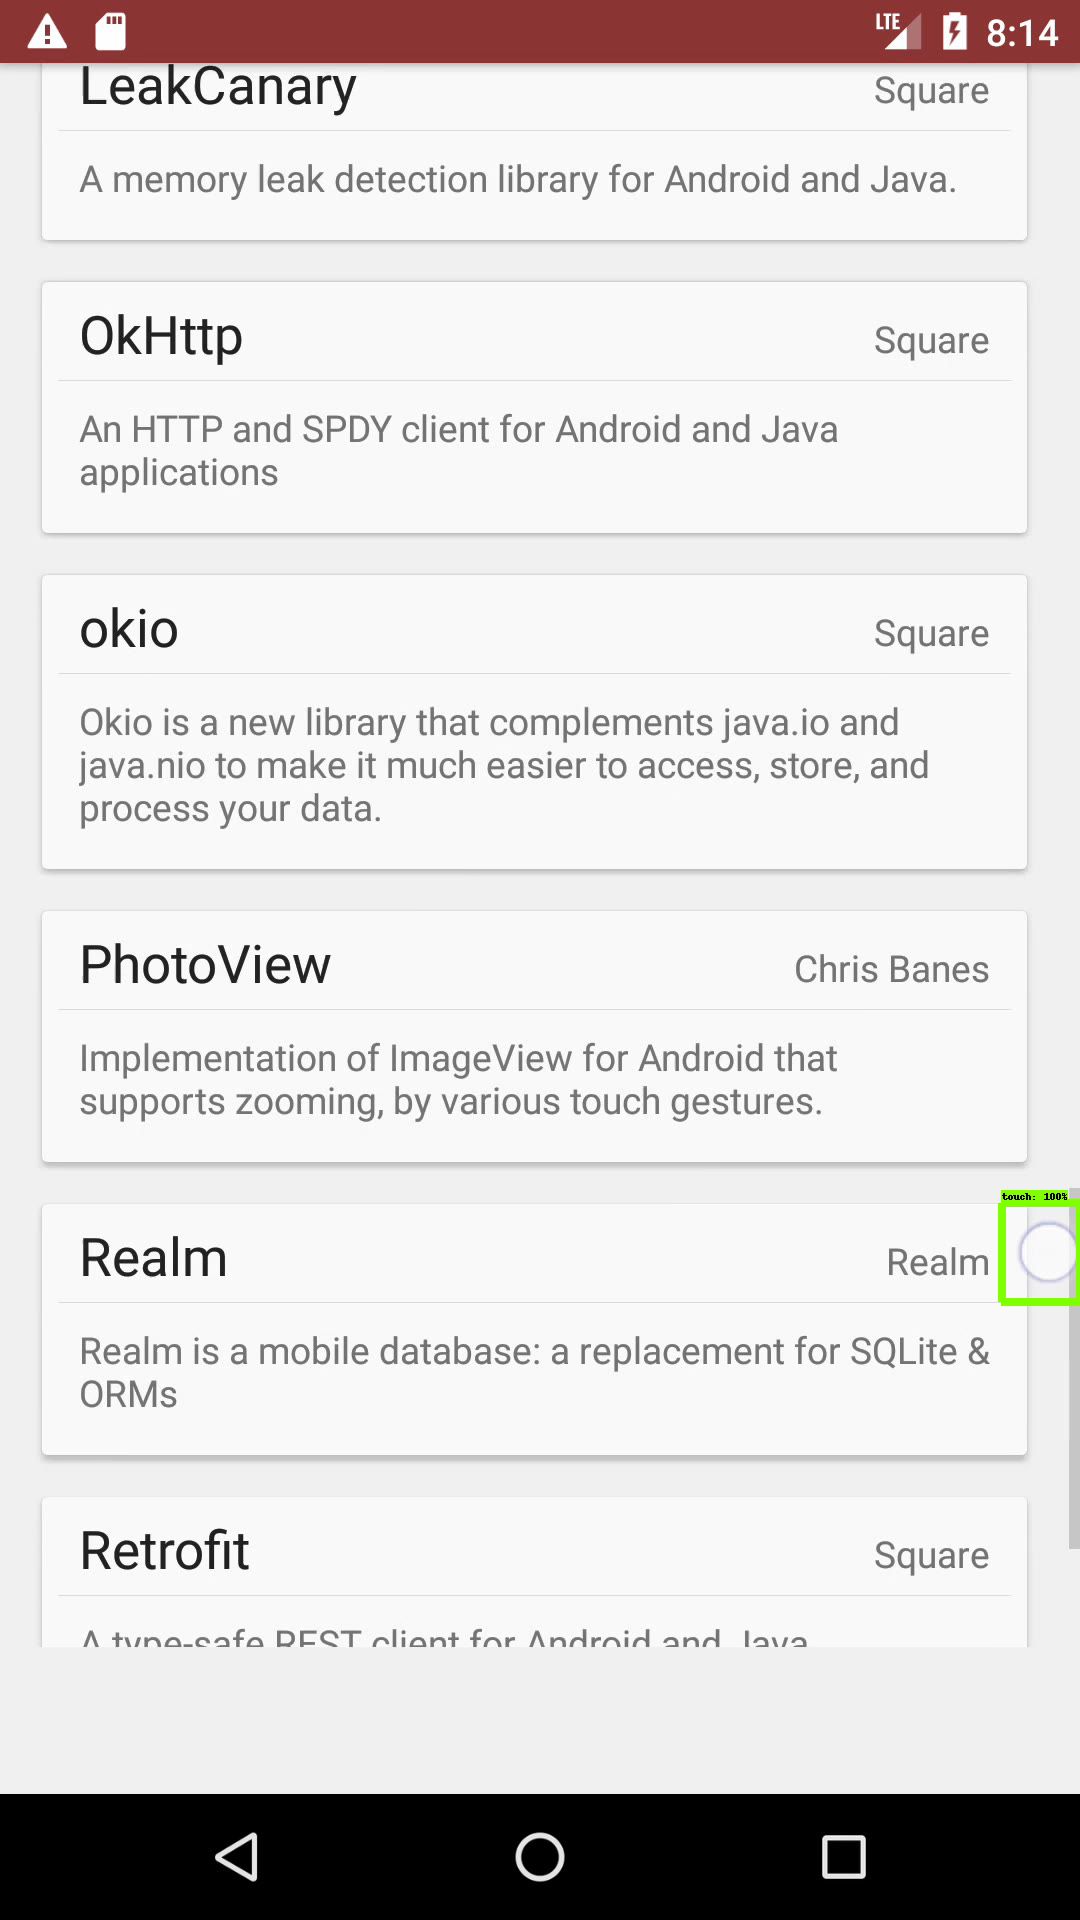 LTE 8:14
LeakCanary Square
A memory leak detection library for Android and Java.
OkHttp Square
An HTTP and SPDY client for Android and Java
applications
okio Square
Okio is a new library that complements java.io and
java.nio to make it much easier to access, store, and
process your data.
PhotoView Chris Banes
Implementation of ImageView for Android that
supports zooming, by various touch gestures.
touch: 100%
Realm Realm
Realm is a mobile database: a replacement for SQLite &
ORMs
Retrofit Square
A type-safe REST client for Android and Java